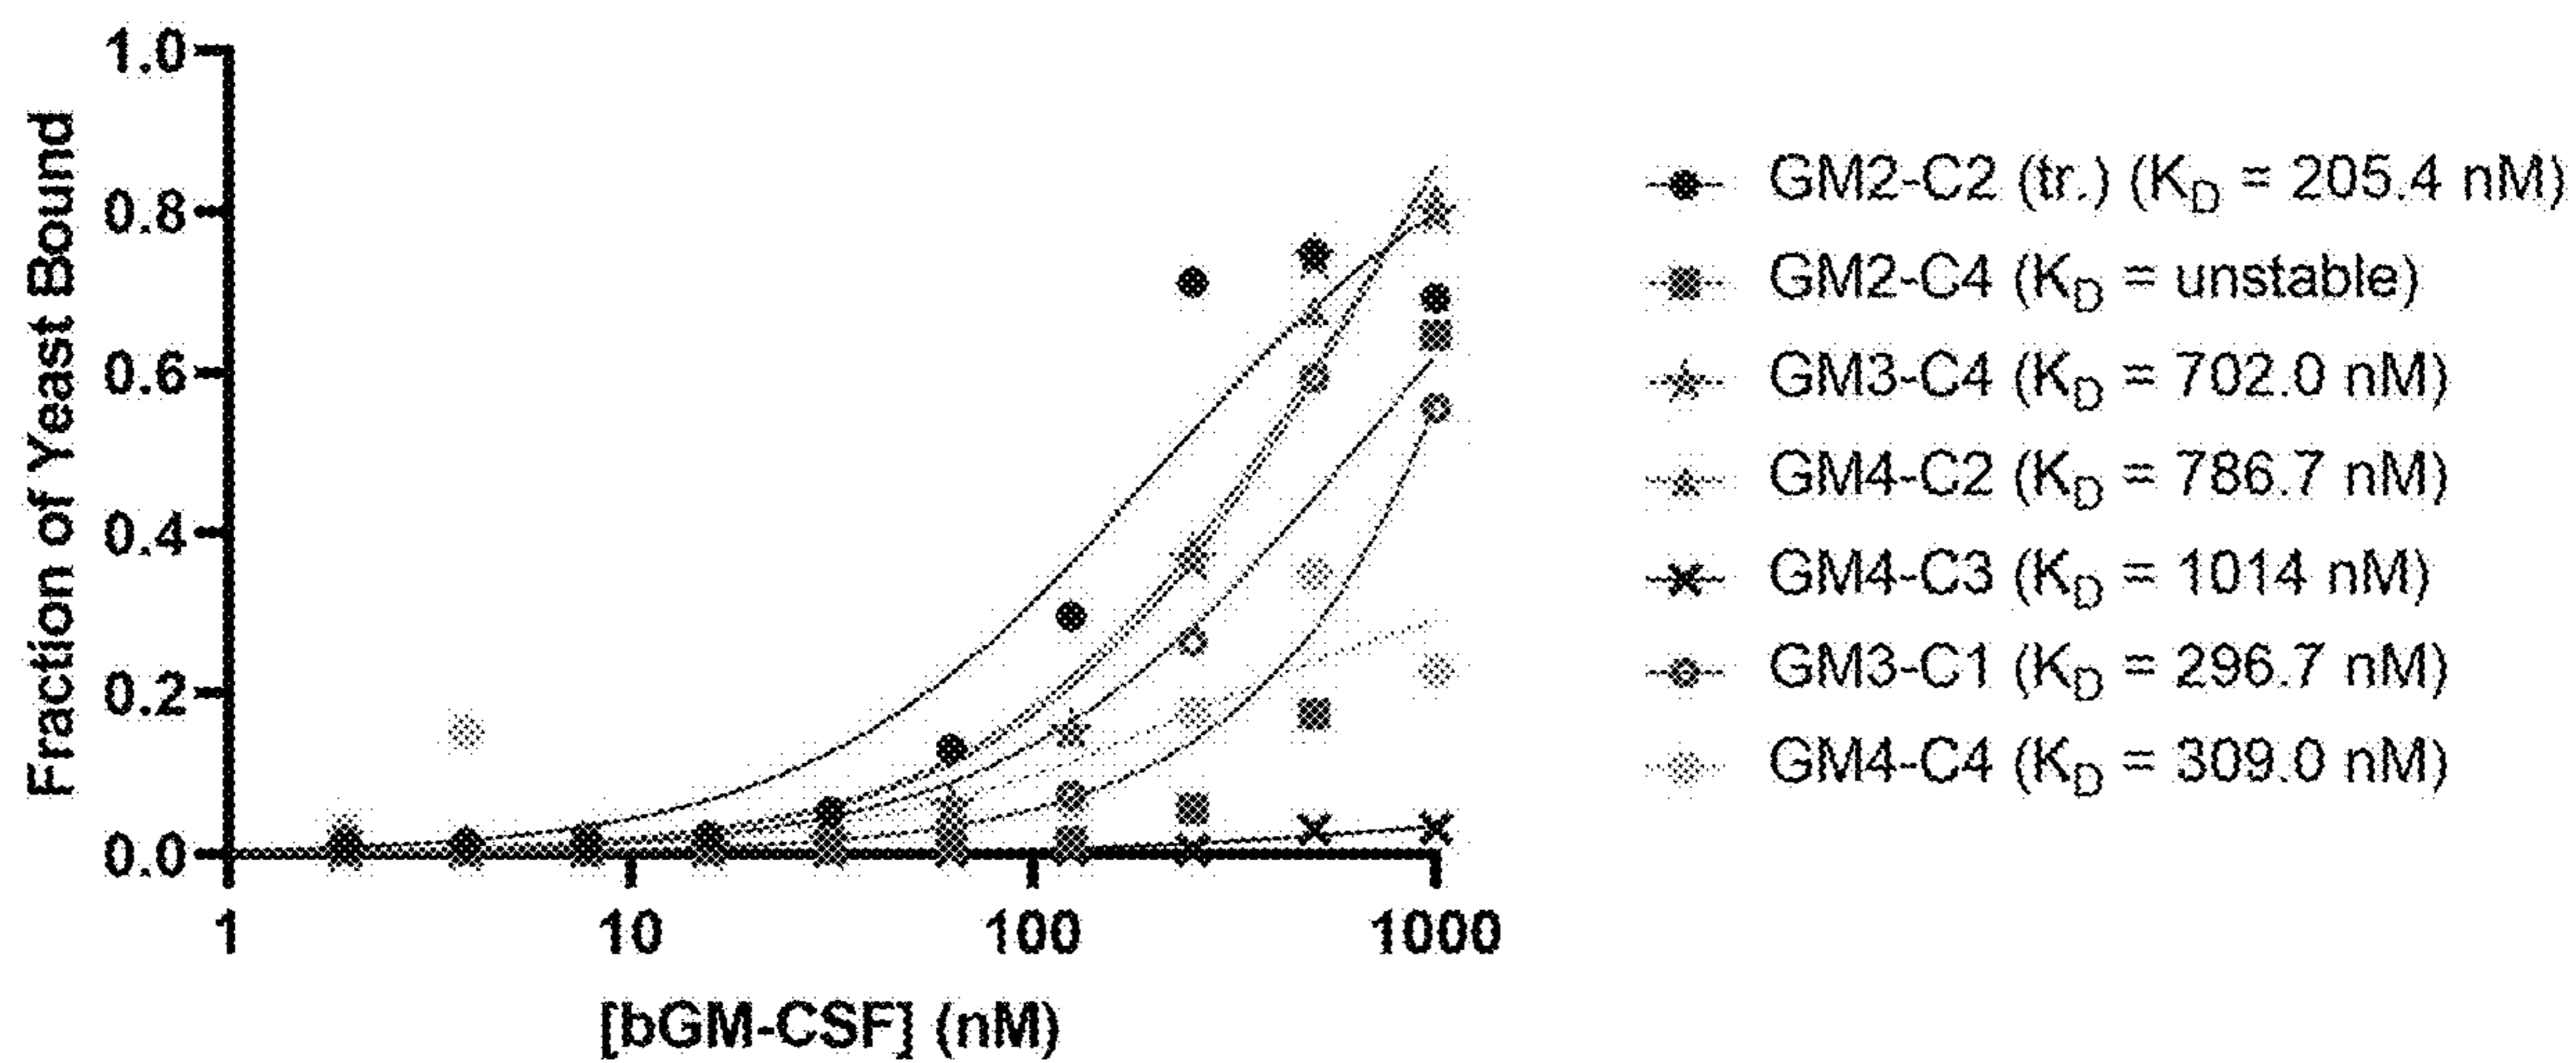 Fraction of Yeast Bound
1.0
0.8
0.6
0.4
0.2
0.0
1
10
100
1000
[bGM-CSF] (nM)
GM2-C2 (tr.) (KD = 205.4 nM)
GM2-C4 (KD = unstable)
GM3-C4 (KD = 702.0 nM)
GM4-C2 (KD = 786.7 nM)
GM4-C3 (KD = 1014 nM)
GM3-C1 (KD = 296.7 nM)
GM4-C4 (KD = 309.0 nM)